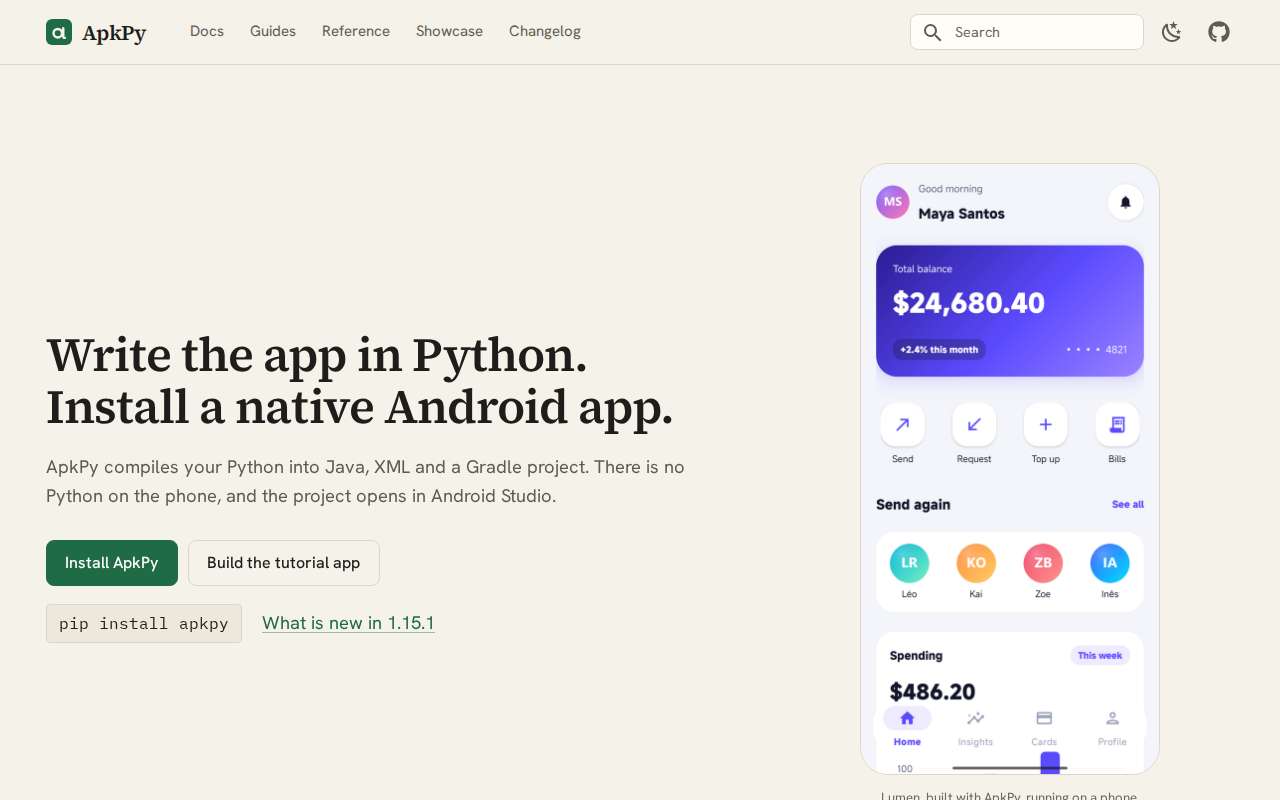 ApkPy
Docs Guides Reference Showcase Changelog
Search
Write the app in Python.
Install a native Android app.
ApkPy compiles your Python into Java, XML and a Gradle project. There is no
Python on the phone, and the project opens in Android Studio.
Install ApkPy
Build the tutorial app
pip install apkpy
What is new in 1.15.1
MS
Good morning
Maya Santos
Total balance
$24,680.40
+2.4% this month
• • • • 4821
Send Request Top up Bills
Send again
See all
LR KO ZB IA
Léo Kai Zoe Inês
Spending
This week
$486.20
Home Insights Cards Profile
100
Lumen, built with ApkPy, running on a phone